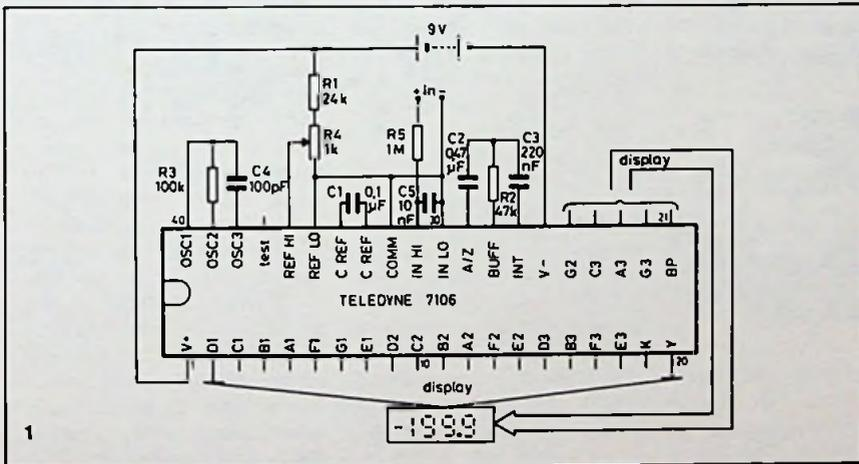 9V
R1
24k
+ In -
R4
1k
R5
1M
C2
0,47
µF
C3
220
nF
display
R3
100k
C4
100pF
C1
0,1
µF
C5
10
nF
R2
47k
40
30
21
OSC1
OSC2
OSC3
test
REF HI
REF LO
C REF
C REF
COMM
IN HI
IN LO
A/Z
BUFF
INT
V-
G2
C3
A3
G3
BP
TELEDYNE 7106
V+
D1
C1
B1
A1
F1
G1
E1
D2
C2
B2
A2
F2
E2
D3
B3
F3
E3
K
Y
1
10
20
display
-199.9
1